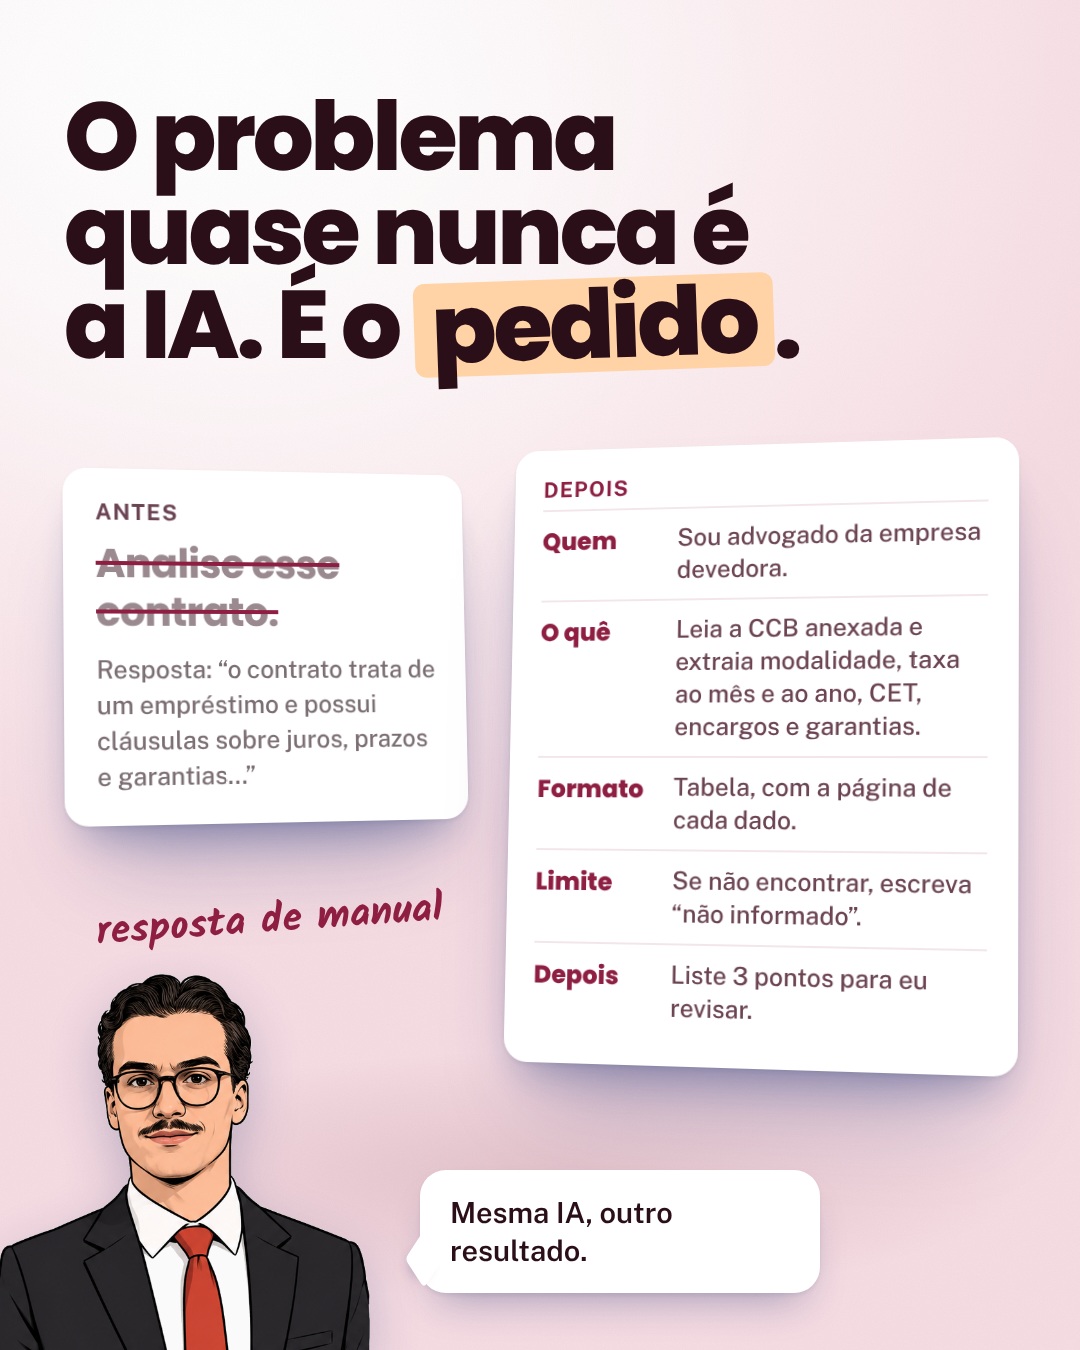 O problema
quase nunca é
a IA. É o pedido.
ANTES
Analise esse
contrato.
Resposta: “o contrato trata de
um empréstimo e possui
cláusulas sobre juros, prazos
e garantias...”
resposta de manual
DEPOIS
Quem Sou advogado da empresa
devedora.
O quê Leia a CCB anexada e
extraia modalidade, taxa
ao mês e ao ano, CET,
encargos e garantias.
Formato Tabela, com a página de
cada dado.
Limite Se não encontrar, escreva
“não informado”.
Depois Liste 3 pontos para eu
revisar.
Mesma IA, outro
resultado.